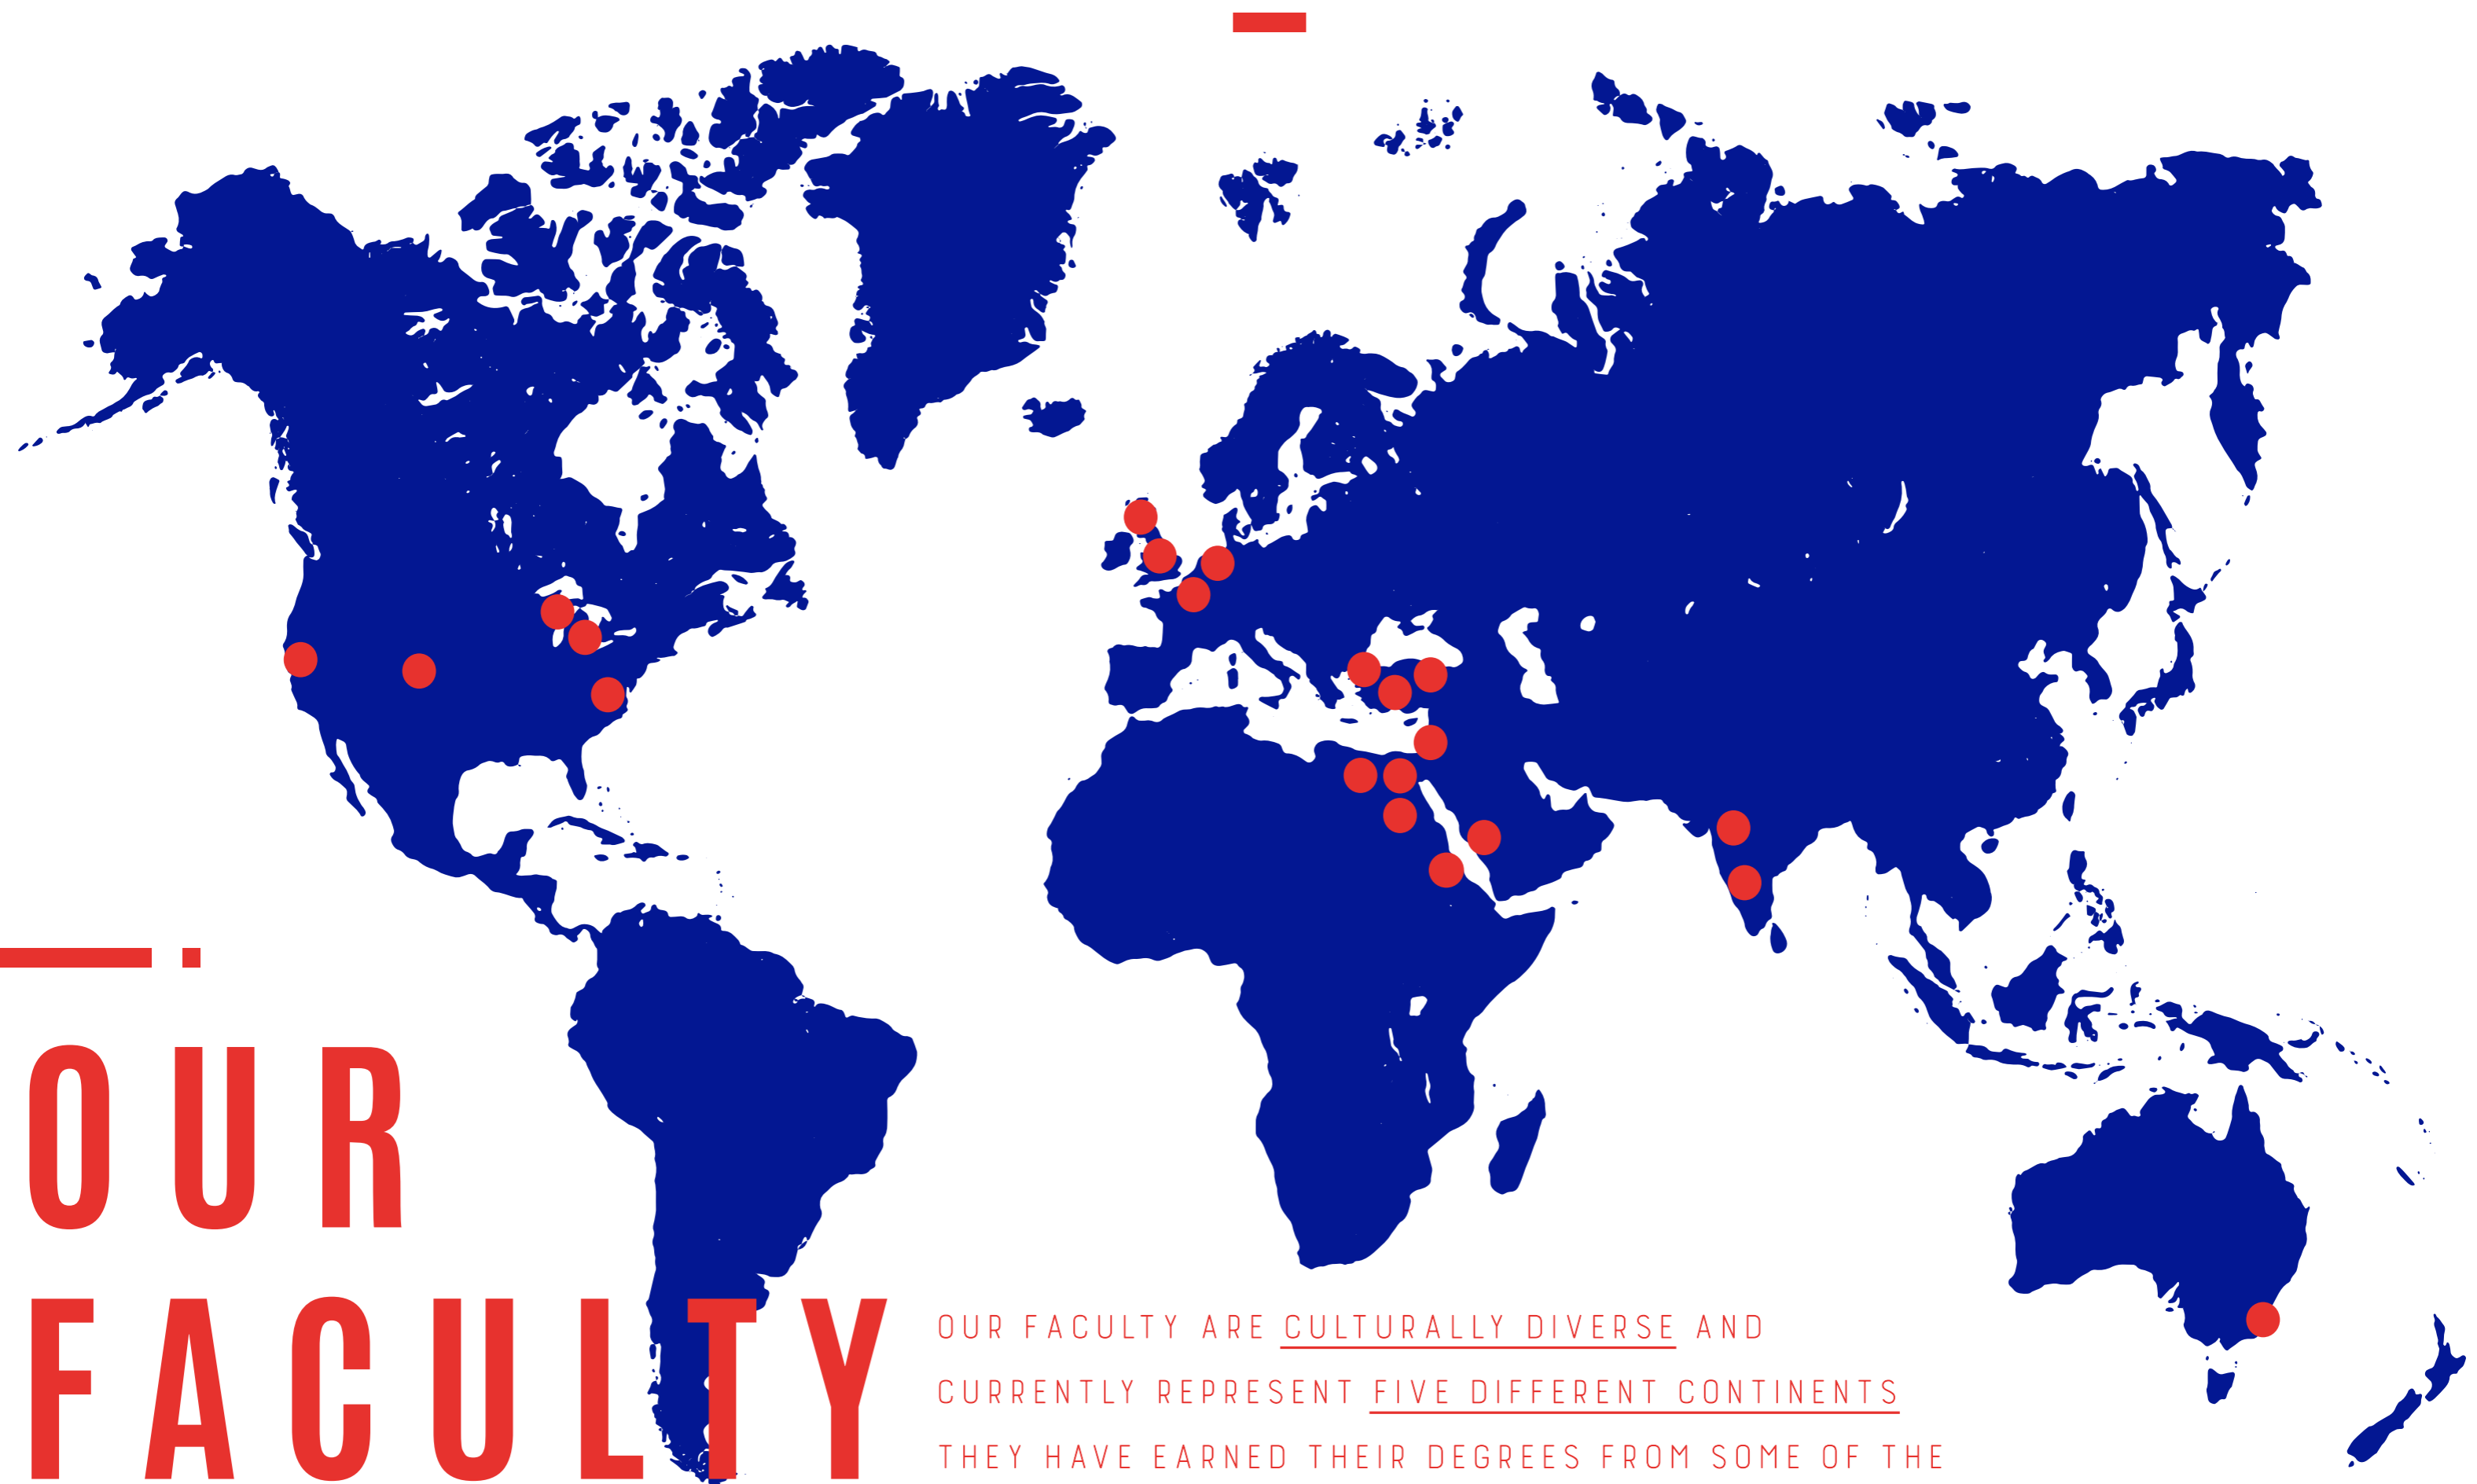 OUR
FACULTY
OUR FACULTY ARE CULTURALLY DIVERSE AND
CURRENTLY REPRESENT FIVE DIFFERENT CONTINENTS
THEY HAVE EARNED THEIR DEGREES FROM SOME OF THE